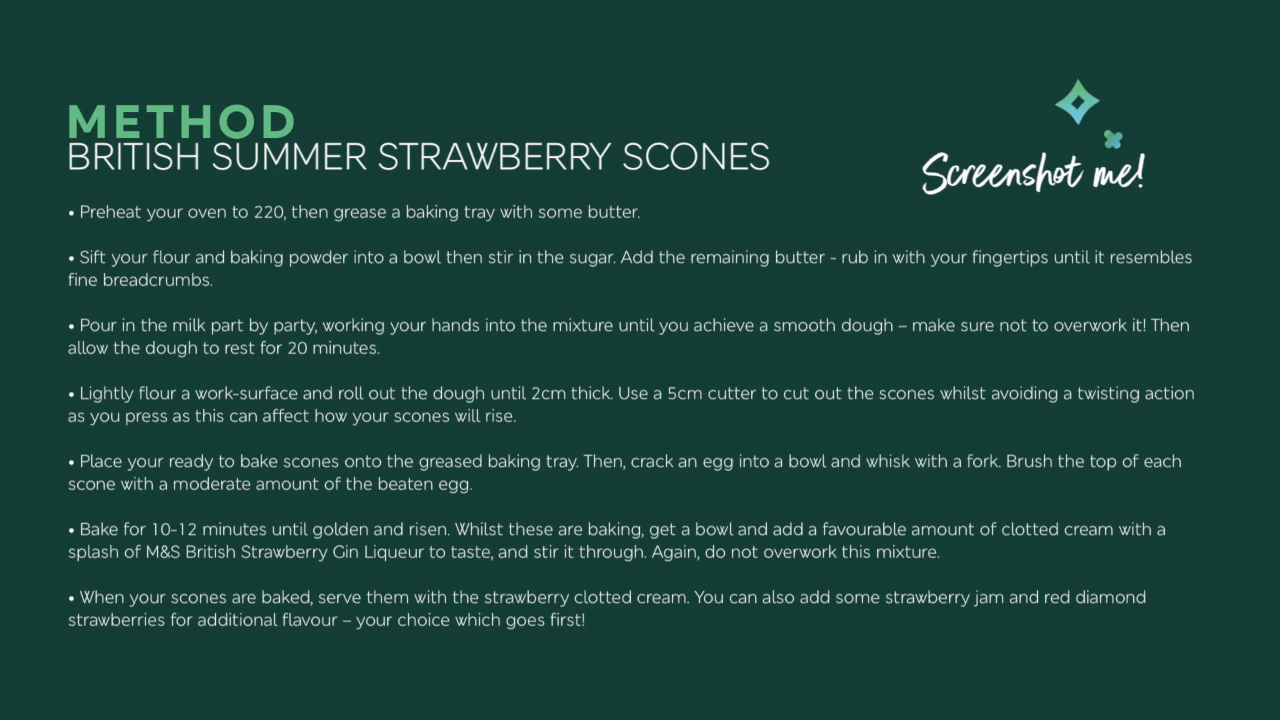 METHOD
BRITISH SUMMER STRAWBERRY SCONES
Screenshot me!
• Preheat your oven to 220, then grease a baking tray with some butter.
• Sift your flour and baking powder into a bowl then stir in the sugar. Add the remaining butter - rub in with your fingertips until it resembles
fine breadcrumbs.
• Pour in the milk part by party, working your hands into the mixture until you achieve a smooth dough – make sure not to overwork it! Then
allow the dough to rest for 20 minutes.
• Lightly flour a work-surface and roll out the dough until 2cm thick. Use a 5cm cutter to cut out the scones whilst avoiding a twisting action
as you press as this can affect how your scones will rise.
• Place your ready to bake scones onto the greased baking tray. Then, crack an egg into a bowl and whisk with a fork. Brush the top of each
scone with a moderate amount of the beaten egg.
• Bake for 10-12 minutes until golden and risen. Whilst these are baking, get a bowl and add a favourable amount of clotted cream with a
splash of M&S British Strawberry Gin Liqueur to taste, and stir it through. Again, do not overwork this mixture.
• When your scones are baked, serve them with the strawberry clotted cream. You can also add some strawberry jam and red diamond
strawberries for additional flavour – your choice which goes first!